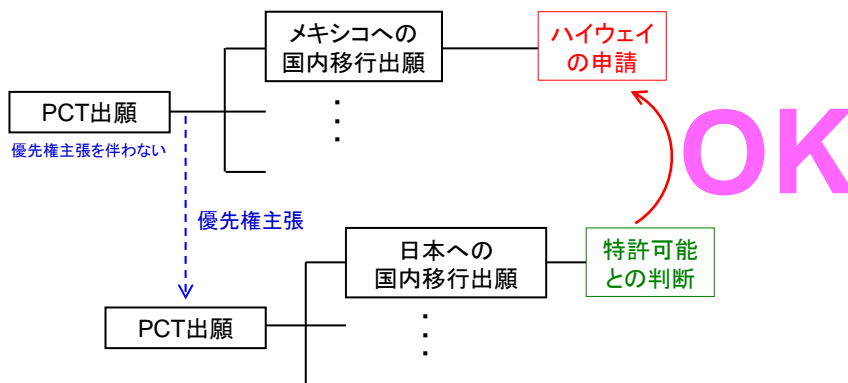 メキシコへの
国内移行出願
ハイウェイ
の申請
PCT出願
優先権主張を伴わない
OK
優先権主張
日本への
国内移行出願
特許可能
との判断
PCT出願